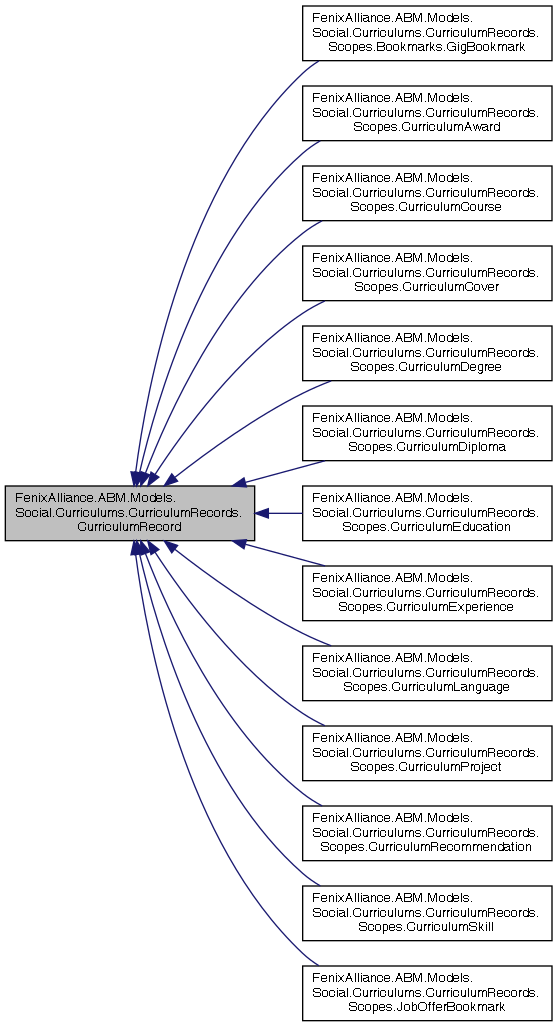 FenixAlliance.ABM.Models.
Social.Curriculums.CurriculumRecords.
Scopes.Bookmarks.GigBookmark
FenixAlliance.ABM.Models.
Social.Curriculums.CurriculumRecords.
Scopes.CurriculumAward
FenixAlliance.ABM.Models.
Social.Curriculums.CurriculumRecords.
Scopes.CurriculumCourse
FenixAlliance.ABM.Models.
Social.Curriculums.CurriculumRecords.
Scopes.CurriculumCover
FenixAlliance.ABM.Models.
Social.Curriculums.CurriculumRecords.
Scopes.CurriculumDegree
FenixAlliance.ABM.Models.
Social.Curriculums.CurriculumRecords.
Scopes.CurriculumDiploma
FenixAlliance.ABM.Models.
Social.Curriculums.CurriculumRecords.
CurriculumRecord
FenixAlliance.ABM.Models.
Social.Curriculums.CurriculumRecords.
Scopes.CurriculumEducation
FenixAlliance.ABM.Models.
Social.Curriculums.CurriculumRecords.
Scopes.CurriculumExperience
FenixAlliance.ABM.Models.
Social.Curriculums.CurriculumRecords.
Scopes.CurriculumLanguage
FenixAlliance.ABM.Models.
Social.Curriculums.CurriculumRecords.
Scopes.CurriculumProject
FenixAlliance.ABM.Models.
Social.Curriculums.CurriculumRecords.
Scopes.CurriculumRecommendation
FenixAlliance.ABM.Models.
Social.Curriculums.CurriculumRecords.
Scopes.CurriculumSkill
FenixAlliance.ABM.Models.
Social.Curriculums.CurriculumRecords.
Scopes.JobOfferBookmark